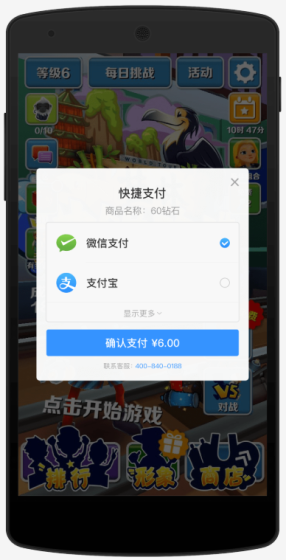 等级6
每日挑战
活动
0/10
10时 47分
快捷支付
商品名称: 60钻石
微信支付
支付宝
显示更多
确认支付 ¥6.00
联系客服: 400-840-0188
VS
对战
点击开始游戏
排行
形象
商店